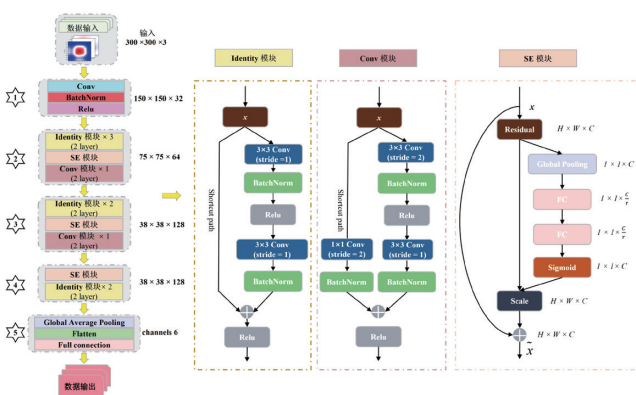 数据输入
输入
300 ×300 ×3
1
Conv
BatchNorm
Relu
150 × 150 × 32
2
Identity 模块 × 3
(2 layer)
SE 模块
Conv 模块 × 1
(2 layer)
75 × 75 × 64
3
Identity 模块 × 2
(2 layer)
SE 模块
Conv 模块 × 1
(2 layer)
38 × 38 × 128
4
SE 模块
Identity 模块× 2
(2 layer)
38 × 38 × 128
5
Global Average Pooling
Flatten
Full connection
channels 6
数据输出
Identity 模块
x
3×3 Conv
(stride =1)
BatchNorm
Relu
3×3 Conv
(stride = 1)
BatchNorm
Relu
Shortcut path
Conv 模块
x
3×3 Conv
(stride = 2)
BatchNorm
Relu
1×1 Conv
(stride = 2)
3×3 Conv
(stride = 1)
BatchNorm
BatchNorm
Relu
Shortcut path
SE 模块
x
Residual
H × W × C
Global Pooling
1 × 1 × C
FC
1 × 1 × C/r
FC
1 × 1 × C/r
Sigmoid
1 × 1 × C
Scale
H × W × C
H × W × C
x̃